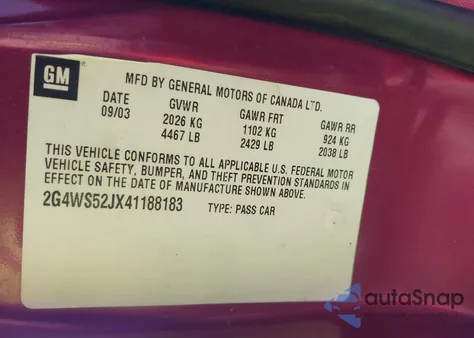 GM
MFD BY GENERAL MOTORS OF CANADA LTD.
DATE GVWR GAWR FRT GAWR RR
09/03 2026 KG 1102 KG 924 KG
4467 LB 2429 LB 2038 LB
THIS VEHICLE CONFORMS TO ALL APPLICABLE U.S. FEDERAL MOTOR
VEHICLE SAFETY, BUMPER, AND THEFT PREVENTION STANDARDS IN
EFFECT ON THE DATE OF MANUFACTURE SHOWN ABOVE.
2G4WS52JX41188183 TYPE: PASS CAR
autaSnap